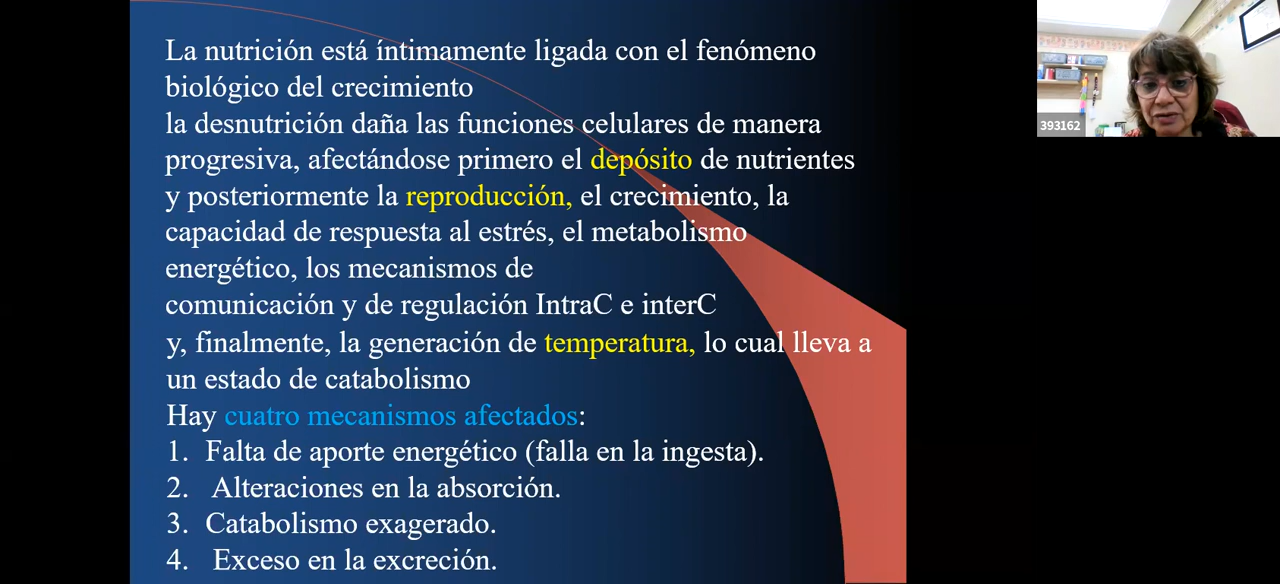 La nutrición está íntimamente ligada con el fenómeno
biológico del crecimiento
la desnutrición daña las funciones celulares de manera
progresiva, afectándose primero el depósito de nutrientes
y posteriormente la reproducción, el crecimiento, la
capacidad de respuesta al estrés, el metabolismo
energético, los mecanismos de
comunicación y de regulación IntraC e interC
y, finalmente, la generación de temperatura, lo cual lleva a
un estado de catabolismo
Hay cuatro mecanismos afectados:
1. Falta de aporte energético (falla en la ingesta).
2. Alteraciones en la absorción.
3. Catabolismo exagerado.
4. Exceso en la excreción.
393162